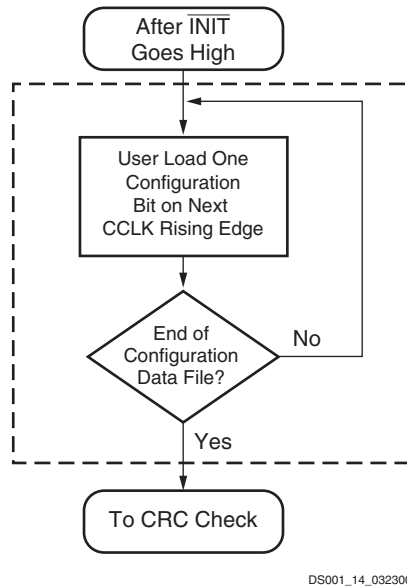 After INIT
Goes High
User Load One
Configuration
Bit on Next
CCLK Rising Edge
End of
Configuration
Data File?
No
Yes
To CRC Check
DS001_14_032300